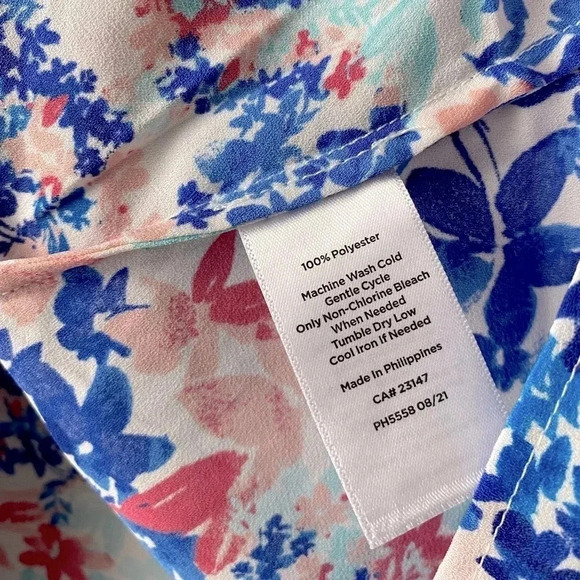 100% Polyester
Machine Wash Cold
Gentle Cycle
Only Non-Chlorine Bleach
When Needed
Tumble Dry Low
Cool Iron If Needed
Made In Philippines
CA# 23147
PH5558 08/21